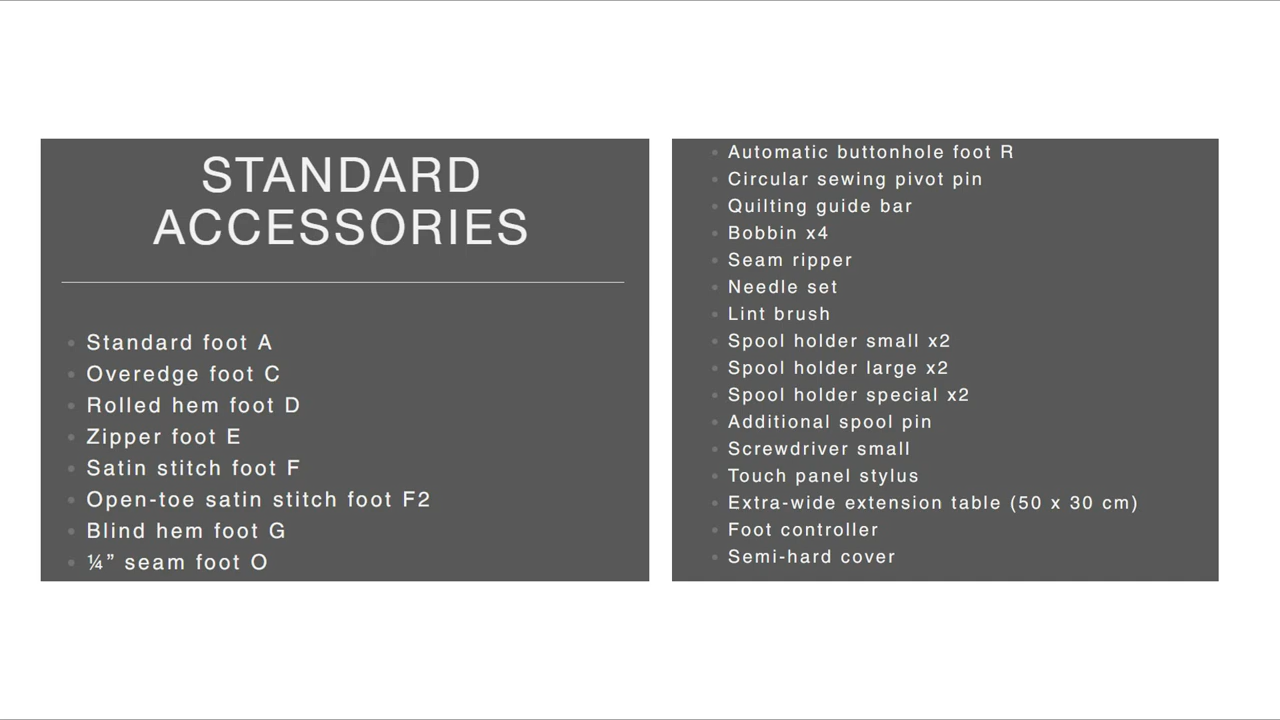 STANDARD
ACCESSORIES
• Standard foot A
• Overedge foot C
• Rolled hem foot D
• Zipper foot E
• Satin stitch foot F
• Open-toe satin stitch foot F2
• Blind hem foot G
• ¼” seam foot O
• Automatic buttonhole foot R
• Circular sewing pivot pin
• Quilting guide bar
• Bobbin x4
• Seam ripper
• Needle set
• Lint brush
• Spool holder small x2
• Spool holder large x2
• Spool holder special x2
• Additional spool pin
• Screwdriver small
• Touch panel stylus
• Extra-wide extension table (50 x 30 cm)
• Foot controller
• Semi-hard cover